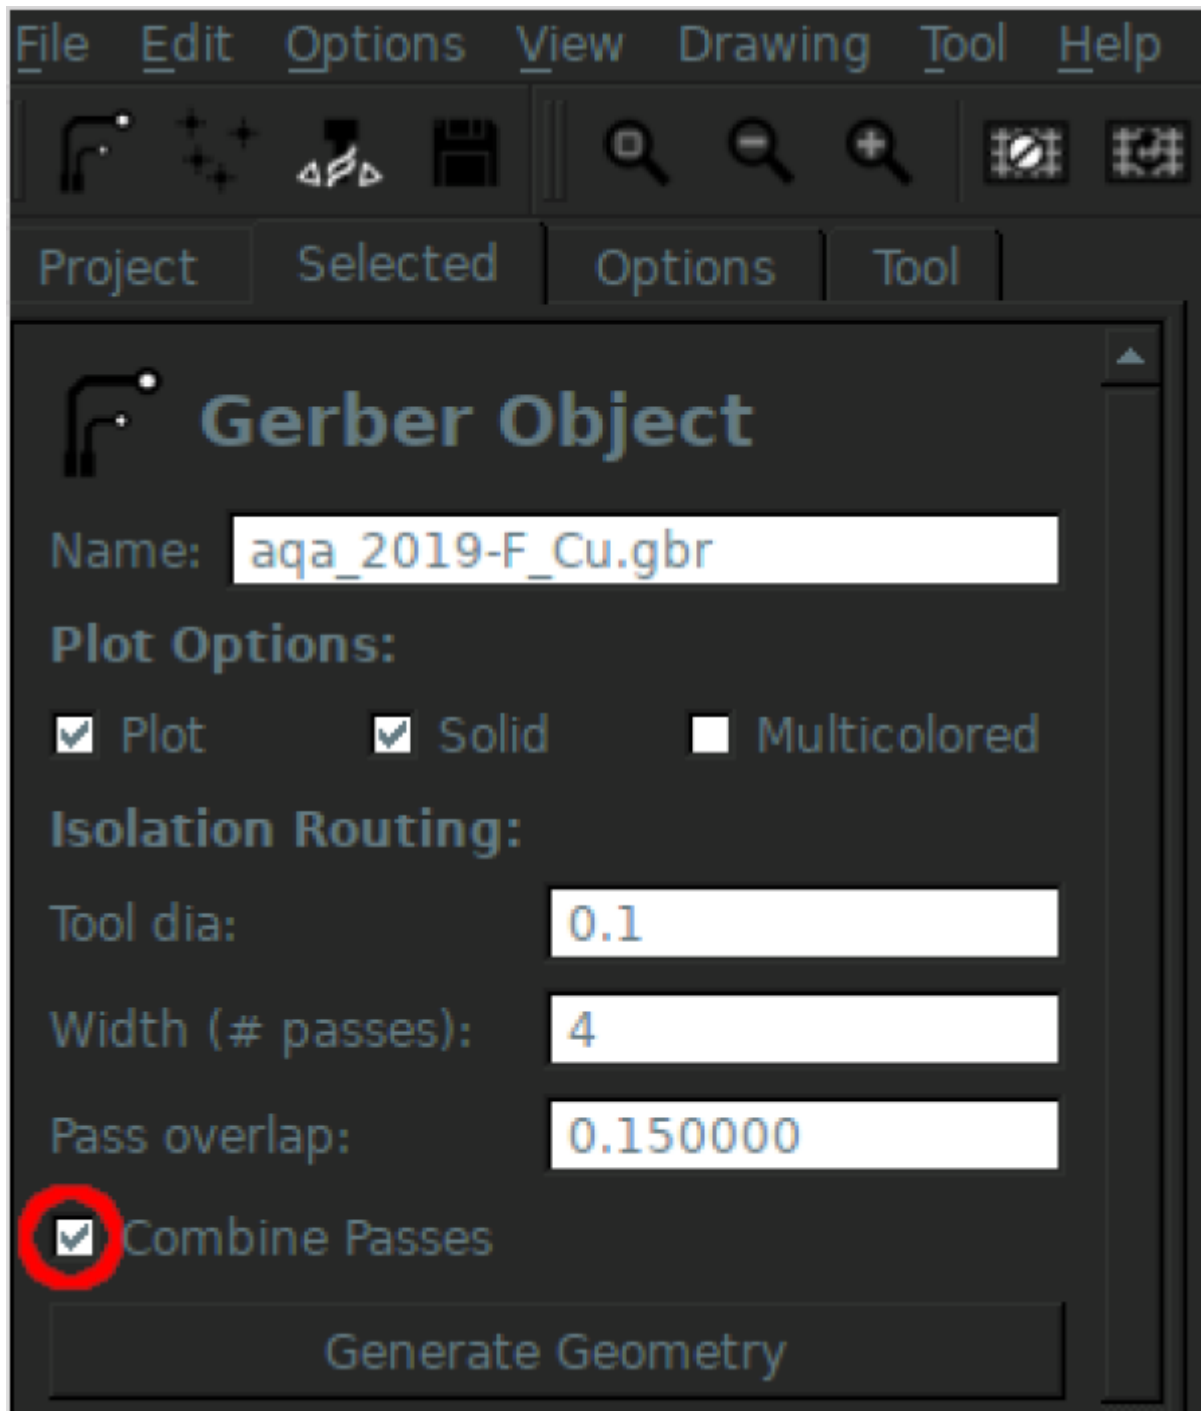 File Edit Options View Drawing Tool Help
Project Selected Options Tool
Gerber Object
Name: aqa_2019-F_Cu.gbr
Plot Options:
Plot Solid Multicolored
Isolation Routing:
Tool dia: 0.1
Width (# passes): 4
Pass overlap: 0.150000
Combine Passes
Generate Geometry